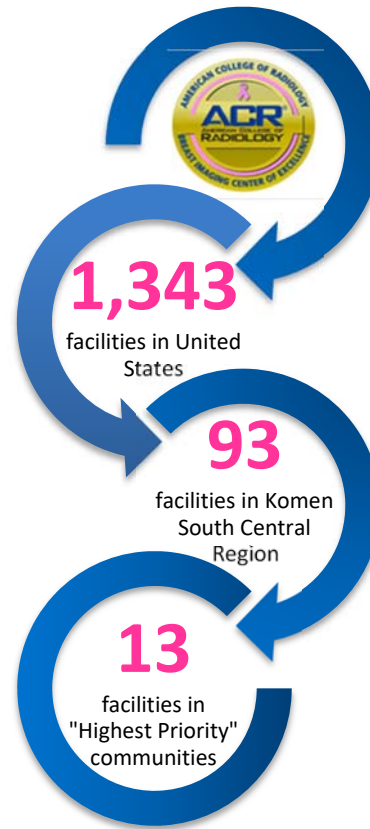 AMERICAN COLLEGE OF RADIOLOGY
ACR®
AMERICAN COLLEGE OF
RADIOLOGY
BREAST IMAGING CENTER OF EXCELLENCE
1,343
facilities in United
States
93
facilities in Komen
South Central
Region
13
facilities in
"Highest Priority"
communities